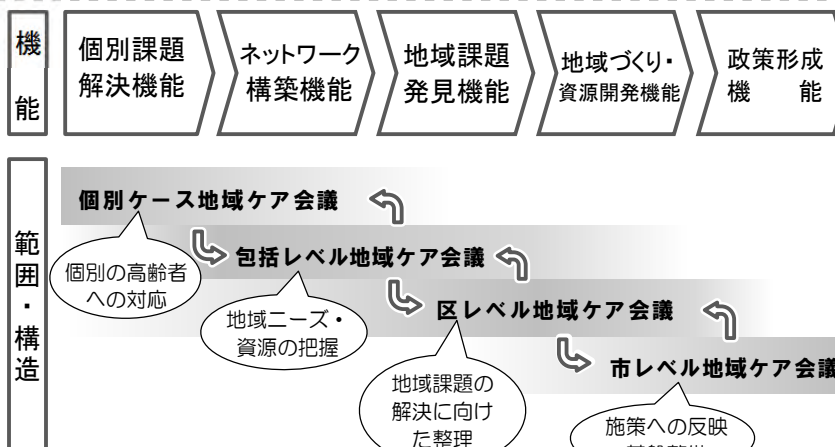 機能
個別課題
解決機能
ネットワーク
構築機能
地域課題
発見機能
地域づくり・
資源開発機能
政策形成
機　能
範囲・構造
個別ケース地域ケア会議
個別の高齢者
への対応
包括レベル地域ケア会議
地域ニーズ・
資源の把握
区レベル地域ケア会議
地域課題の
解決に向け
た整理
市レベル地域ケア会議
施策への反映